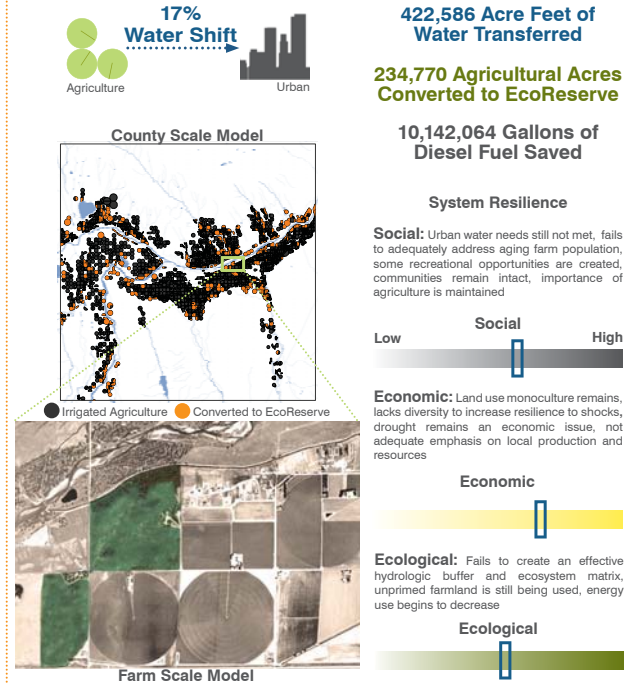 17%
Water Shift
Agriculture
Urban
422,586 Acre Feet of
Water Transferred
234,770 Agricultural Acres
Converted to EcoReserve
10,142,064 Gallons of
Diesel Fuel Saved
County Scale Model
Irrigated Agriculture
Converted to EcoReserve
Farm Scale Model
System Resilience
Social: Urban water needs still not met, fails
to adequately address aging farm population,
some recreational opportunities are created,
communities remain intact, importance of
agriculture is maintained
Social
Low
High
Economic: Land use monoculture remains,
lacks diversity to increase resilience to shocks,
drought remains an economic issue, not
adequate emphasis on local production and
resources
Economic
Ecological: Fails to create an effective
hydrologic buffer and ecosystem matrix,
unprimed farmland is still being used, energy
use begins to decrease
Ecological